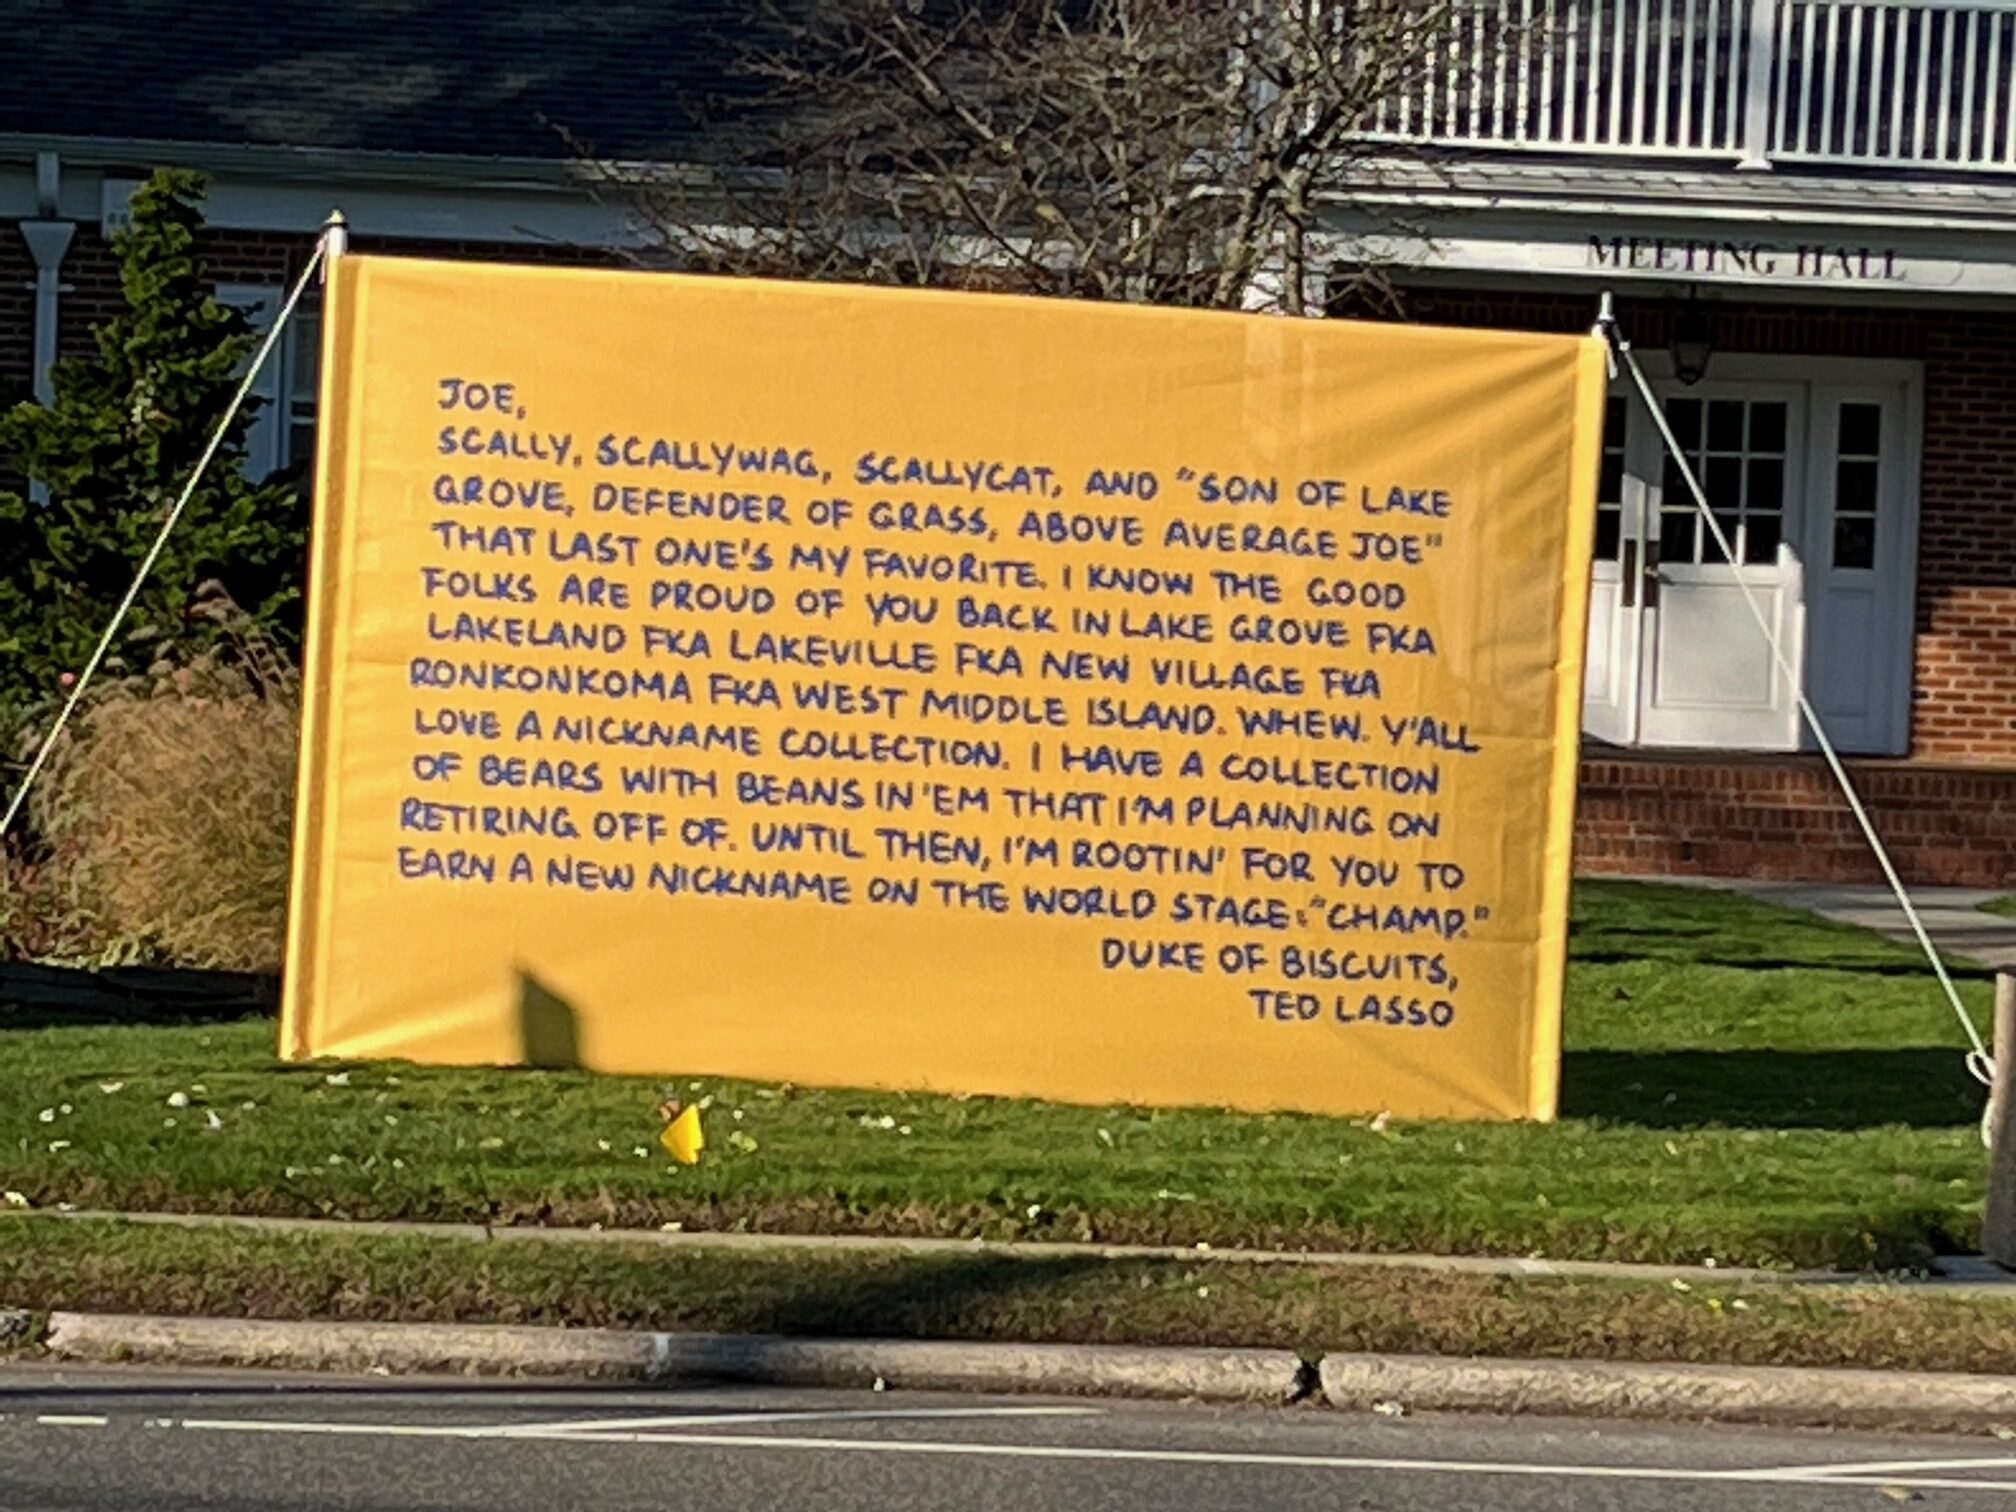 MEETING HALL
JOE,
SCALLY, SCALLYWAG, SCALLYCAT, AND "SON OF LAKE
GROVE, DEFENDER OF GRASS, ABOVE AVERAGE JOE"
THAT LAST ONE'S MY FAVORITE. I KNOW THE GOOD
FOLKS ARE PROUD OF YOU BACK IN LAKE GROVE FKA
LAKELAND FKA LAKEVILLE FKA NEW VILLAGE FKA
RONKONKOMA FKA WEST MIDDLE ISLAND. WHEW. Y'ALL
LOVE A NICKNAME COLLECTION. I HAVE A COLLECTION
OF BEARS WITH BEANS IN 'EM THAT I'M PLANNING ON
RETIRING OFF OF. UNTIL THEN, I'M ROOTIN' FOR YOU TO
EARN A NEW NICKNAME ON THE WORLD STAGE: "CHAMP."
DUKE OF BISCUITS,
TED LASSO